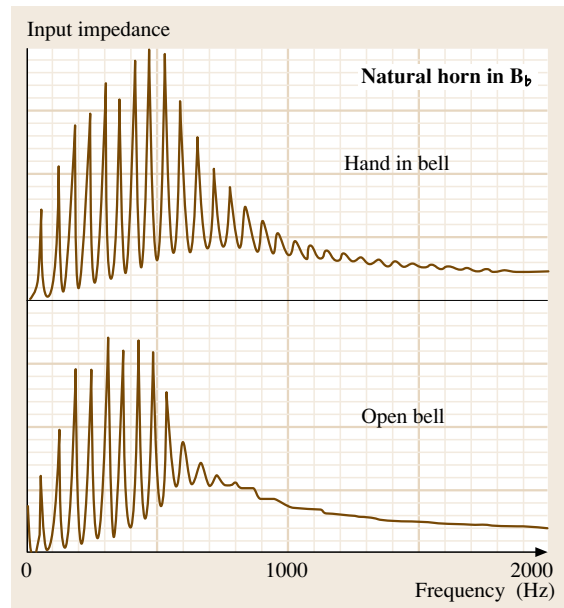 Input impedance
Natural horn in B♭
Hand in bell
Open bell
0 1000 2000
Frequency (Hz)